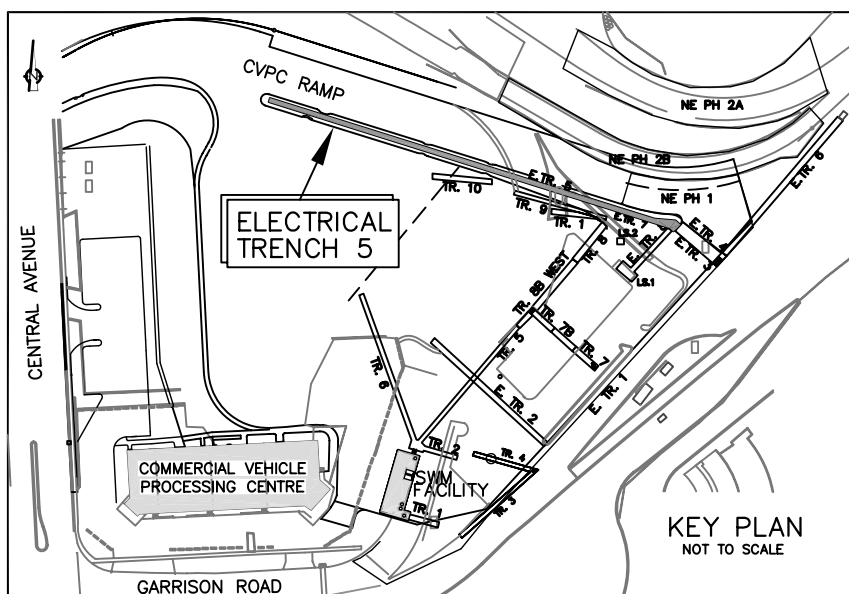 CVPC RAMP
NE PH 2A
NE PH 2B
NE PH 1
E.TR. 6
E.TR. 5
TR. 10
TR. 9
TR. 1
E.TR. 7
E.TR. 4
E.TR. 3
LS.2
LS.1
ELECTRICAL
TRENCH 5
CENTRAL AVENUE
TR. 8B WEST
TR. 7B
TR. 7
TR. 5
TR. 6
E. TR. 2
E. TR. 1
TR. 2
TR. 4
TR. 3
SWM
FACILITY
TR. 1
COMMERCIAL VEHICLE
PROCESSING CENTRE
KEY PLAN
NOT TO SCALE
GARRISON ROAD